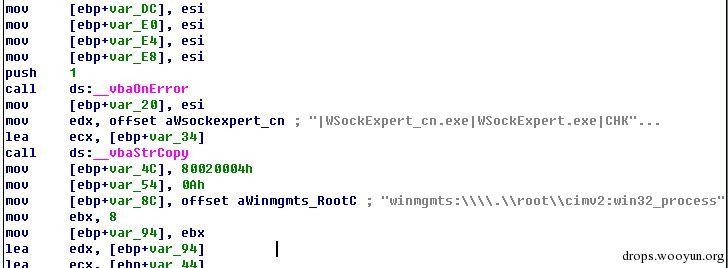 mov [ebp+var_DC], esi
mov [ebp+var_E0], esi
mov [ebp+var_E4], esi
mov [ebp+var_E8], esi
push 1
call ds:__vbaOnError
mov [ebp+var_20], esi
mov edx, offset aWsockexpert_cn ; "|WSockExpert_cn.exe|WSockExpert.exe|CHK"...
lea ecx, [ebp+var_34]
call ds:__vbaStrCopy
mov [ebp+var_4C], 80020004h
mov [ebp+var_54], 0Ah
mov [ebp+var_8C], offset aWinmgmts_RootC ; "winmgmts:\\\\.\\root\\cimv2:win32_process"
mov ebx, 8
mov [ebp+var_94], ebx
lea edx, [ebp+var_94]
lea ecx, [ebp+var_44]
drops.wooyun.org